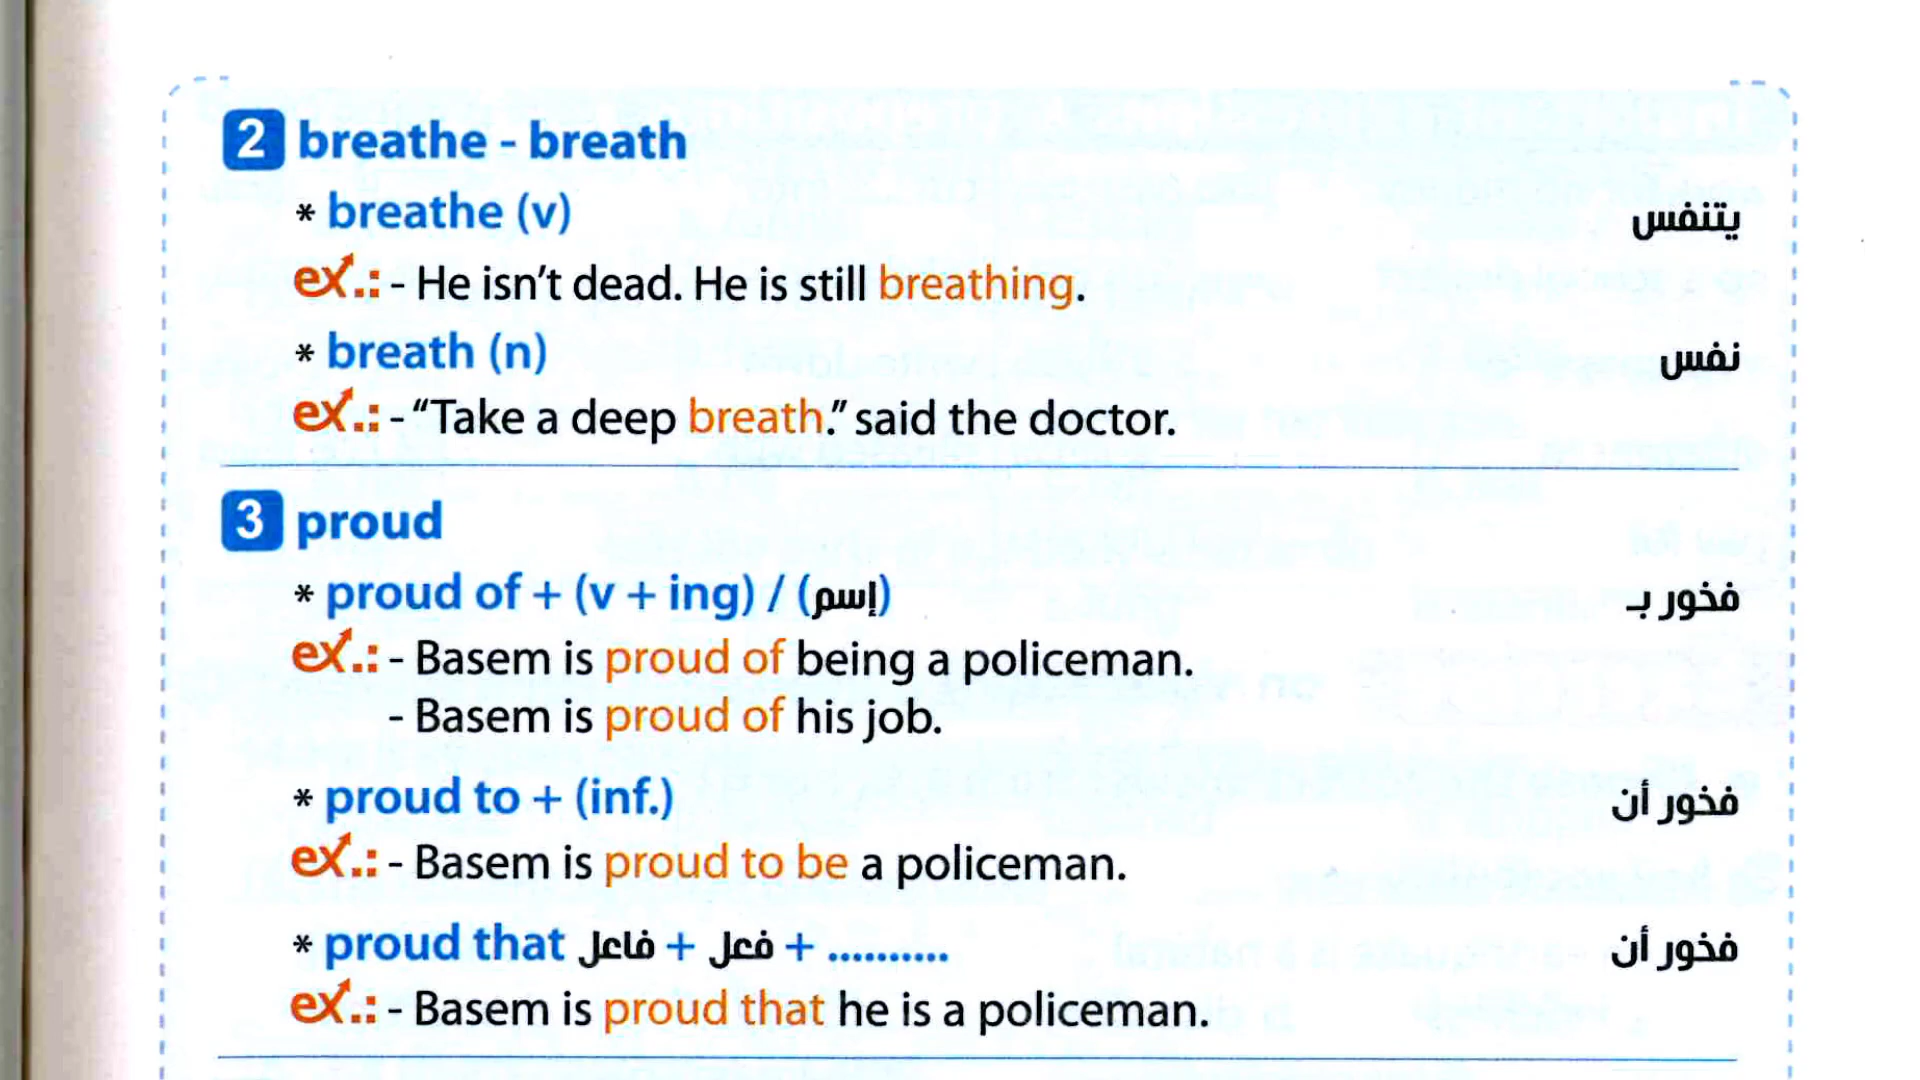 2 breathe - breath
* breathe (v) يتنفس
ex.: - He isn't dead. He is still breathing.
* breath (n) نفس
ex.: - “Take a deep breath.” said the doctor.
3 proud
* proud of + (v + ing) / (إسم) فخور بـ
ex.: - Basem is proud of being a policeman.
- Basem is proud of his job.
* proud to + (inf.) فخور أن
ex.: - Basem is proud to be a policeman.
* proud that فاعل + فعل + .......... فخور أن
ex.: - Basem is proud that he is a policeman.